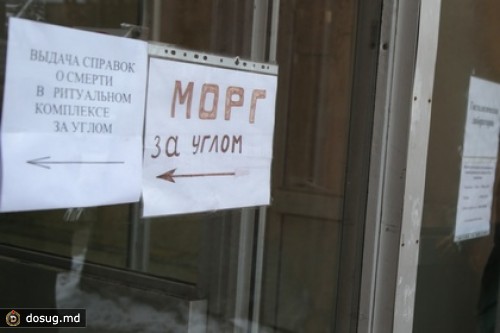 ВЫДАЧА СПРАВОК
О СМЕРТИ
В РИТУАЛЬНОМ
КОМПЛЕКСЕ
ЗА УГЛОМ
МОРГ
за углом
dosug.md